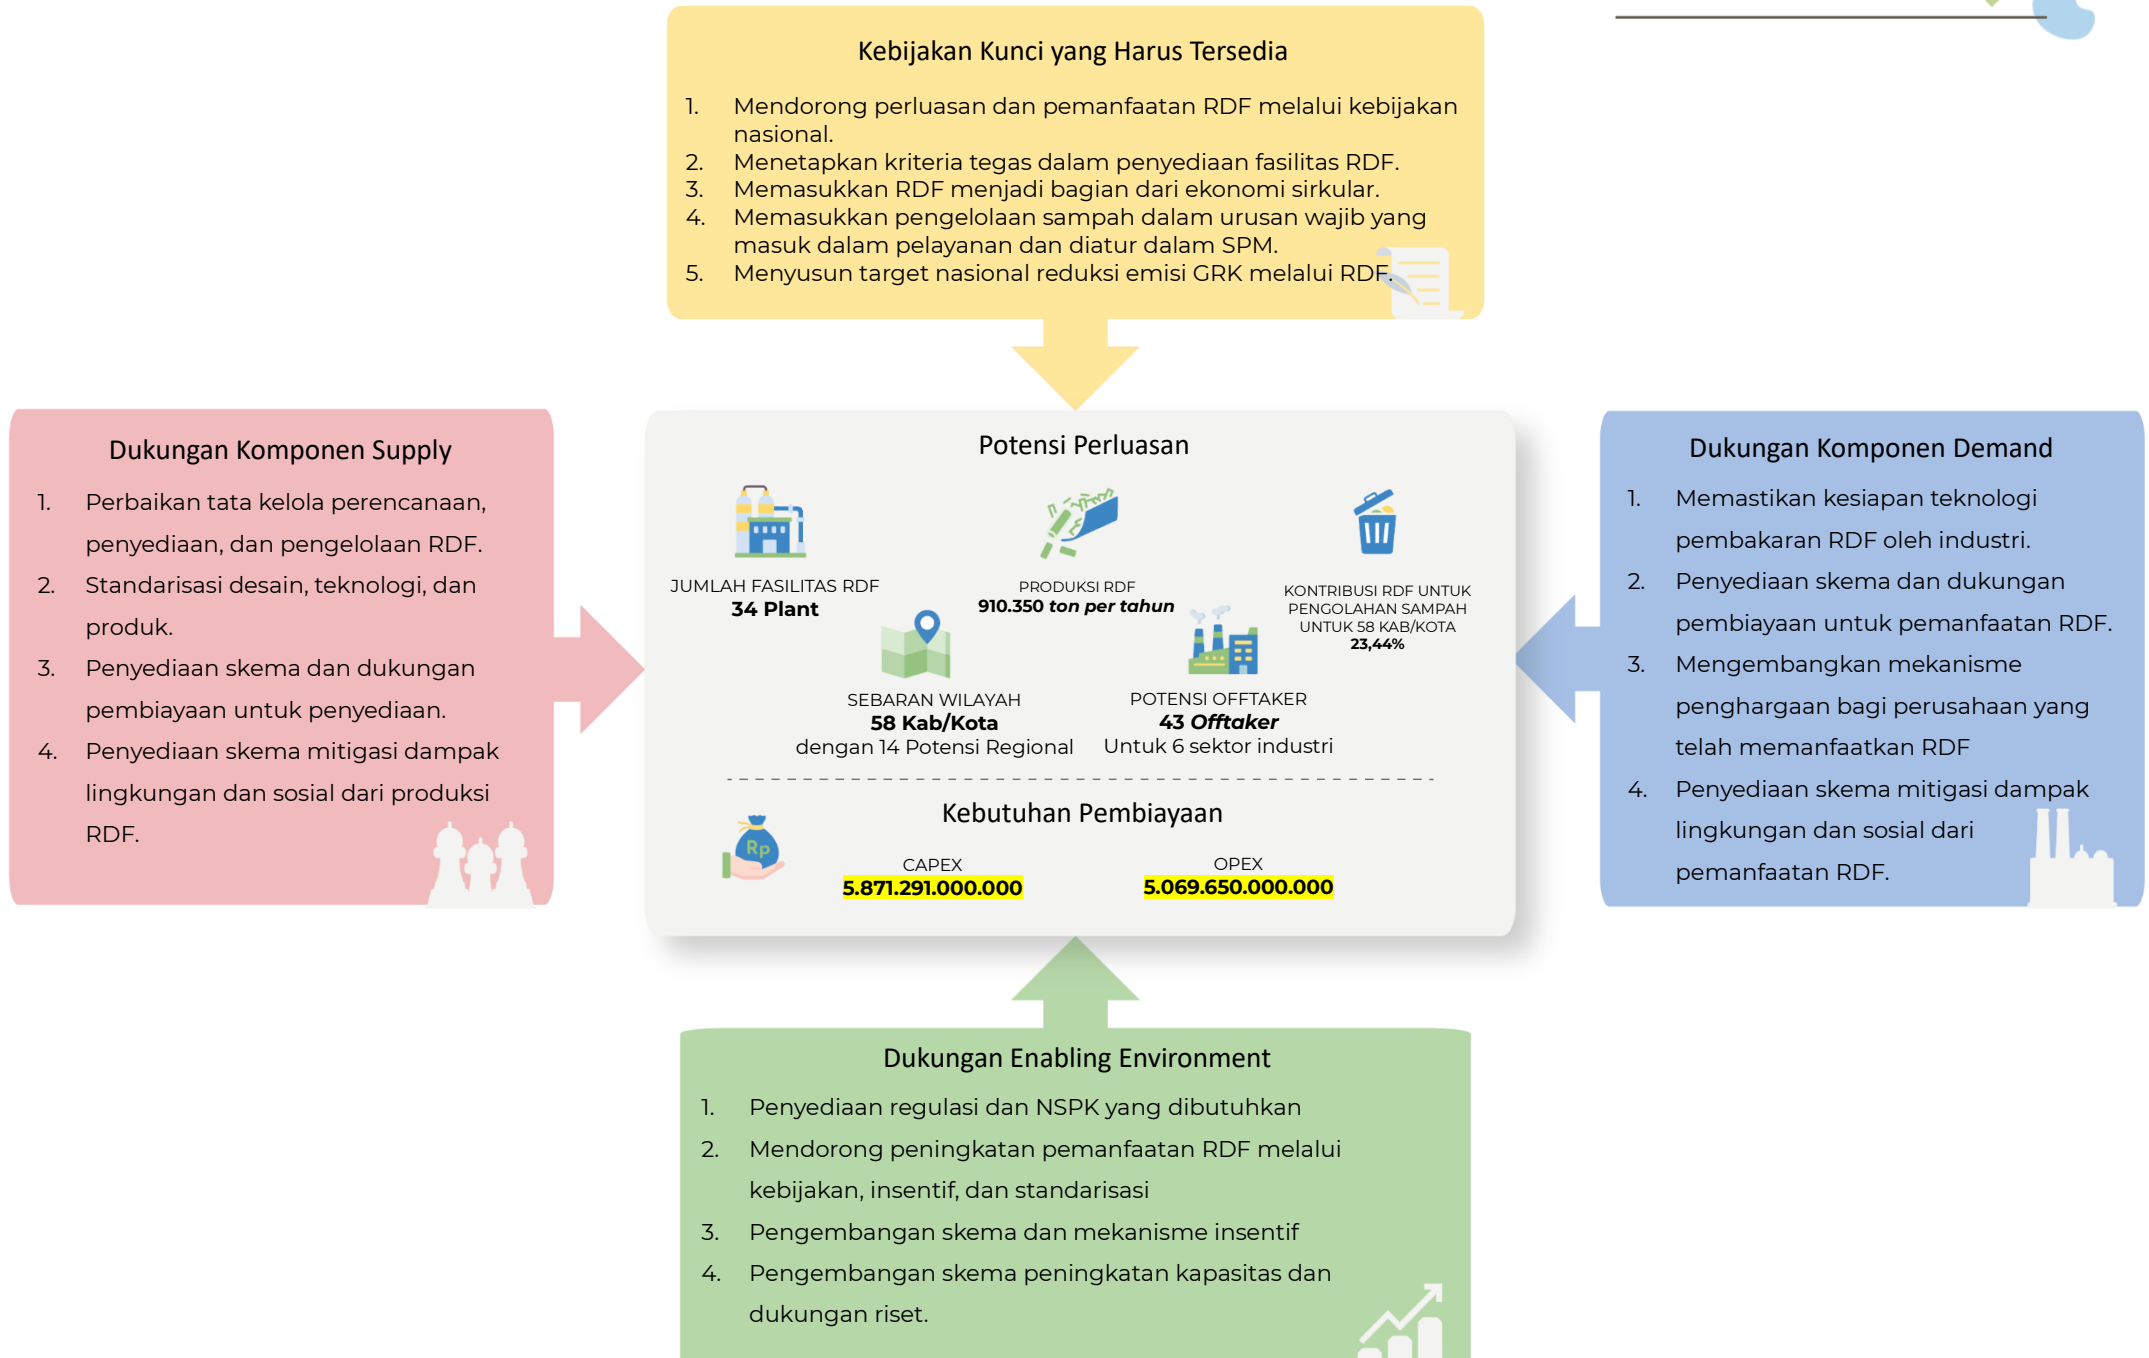 Kebijakan Kunci yang Harus Tersedia
1. Mendorong perluasan dan pemanfaatan RDF melalui kebijakan
nasional.
2. Menetapkan kriteria tegas dalam penyediaan fasilitas RDF.
3. Memasukkan RDF menjadi bagian dari ekonomi sirkular.
4. Memasukkan pengelolaan sampah dalam urusan wajib yang
masuk dalam pelayanan dan diatur dalam SPM.
5. Menyusun target nasional reduksi emisi GRK melalui RDF.
Dukungan Komponen Supply
1. Perbaikan tata kelola perencanaan,
penyediaan, dan pengelolaan RDF.
2. Standarisasi desain, teknologi, dan
produk.
3. Penyediaan skema dan dukungan
pembiayaan untuk penyediaan.
4. Penyediaan skema mitigasi dampak
lingkungan dan sosial dari produksi
RDF.
Potensi Perluasan
JUMLAH FASILITAS RDF
34 Plant
PRODUKSI RDF
910.350 ton per tahun
KONTRIBUSI RDF UNTUK
PENGOLAHAN SAMPAH
UNTUK 58 KAB/KOTA
23,44%
SEBARAN WILAYAH
58 Kab/Kota
dengan 14 Potensi Regional
POTENSI OFFTAKER
43 Offtaker
Untuk 6 sektor industri
Kebutuhan Pembiayaan
Rp
CAPEX
5.871.291.000.000
OPEX
5.069.650.000.000
Dukungan Komponen Demand
1. Memastikan kesiapan teknologi
pembakaran RDF oleh industri.
2. Penyediaan skema dan dukungan
pembiayaan untuk pemanfaatan RDF.
3. Mengembangkan mekanisme
penghargaan bagi perusahaan yang
telah memanfaatkan RDF
4. Penyediaan skema mitigasi dampak
lingkungan dan sosial dari
pemanfaatan RDF.
Dukungan Enabling Environment
1. Penyediaan regulasi dan NSPK yang dibutuhkan
2. Mendorong peningkatan pemanfaatan RDF melalui
kebijakan, insentif, dan standarisasi
3. Pengembangan skema dan mekanisme insentif
4. Pengembangan skema peningkatan kapasitas dan
dukungan riset.